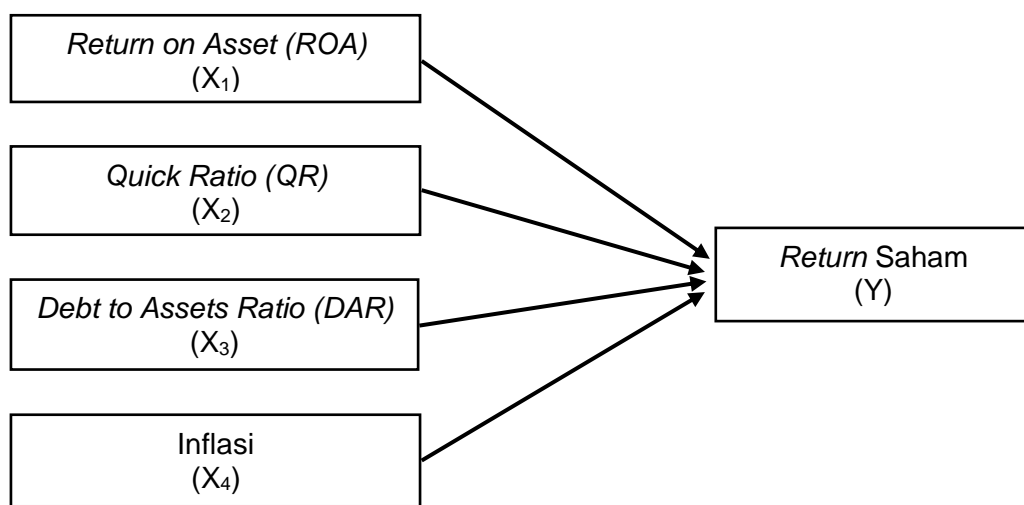 Return on Asset (ROA)
(X₁)
Quick Ratio (QR)
(X₂)
Debt to Assets Ratio (DAR)
(X₃)
Inflasi
(X₄)
Return Saham
(Y)